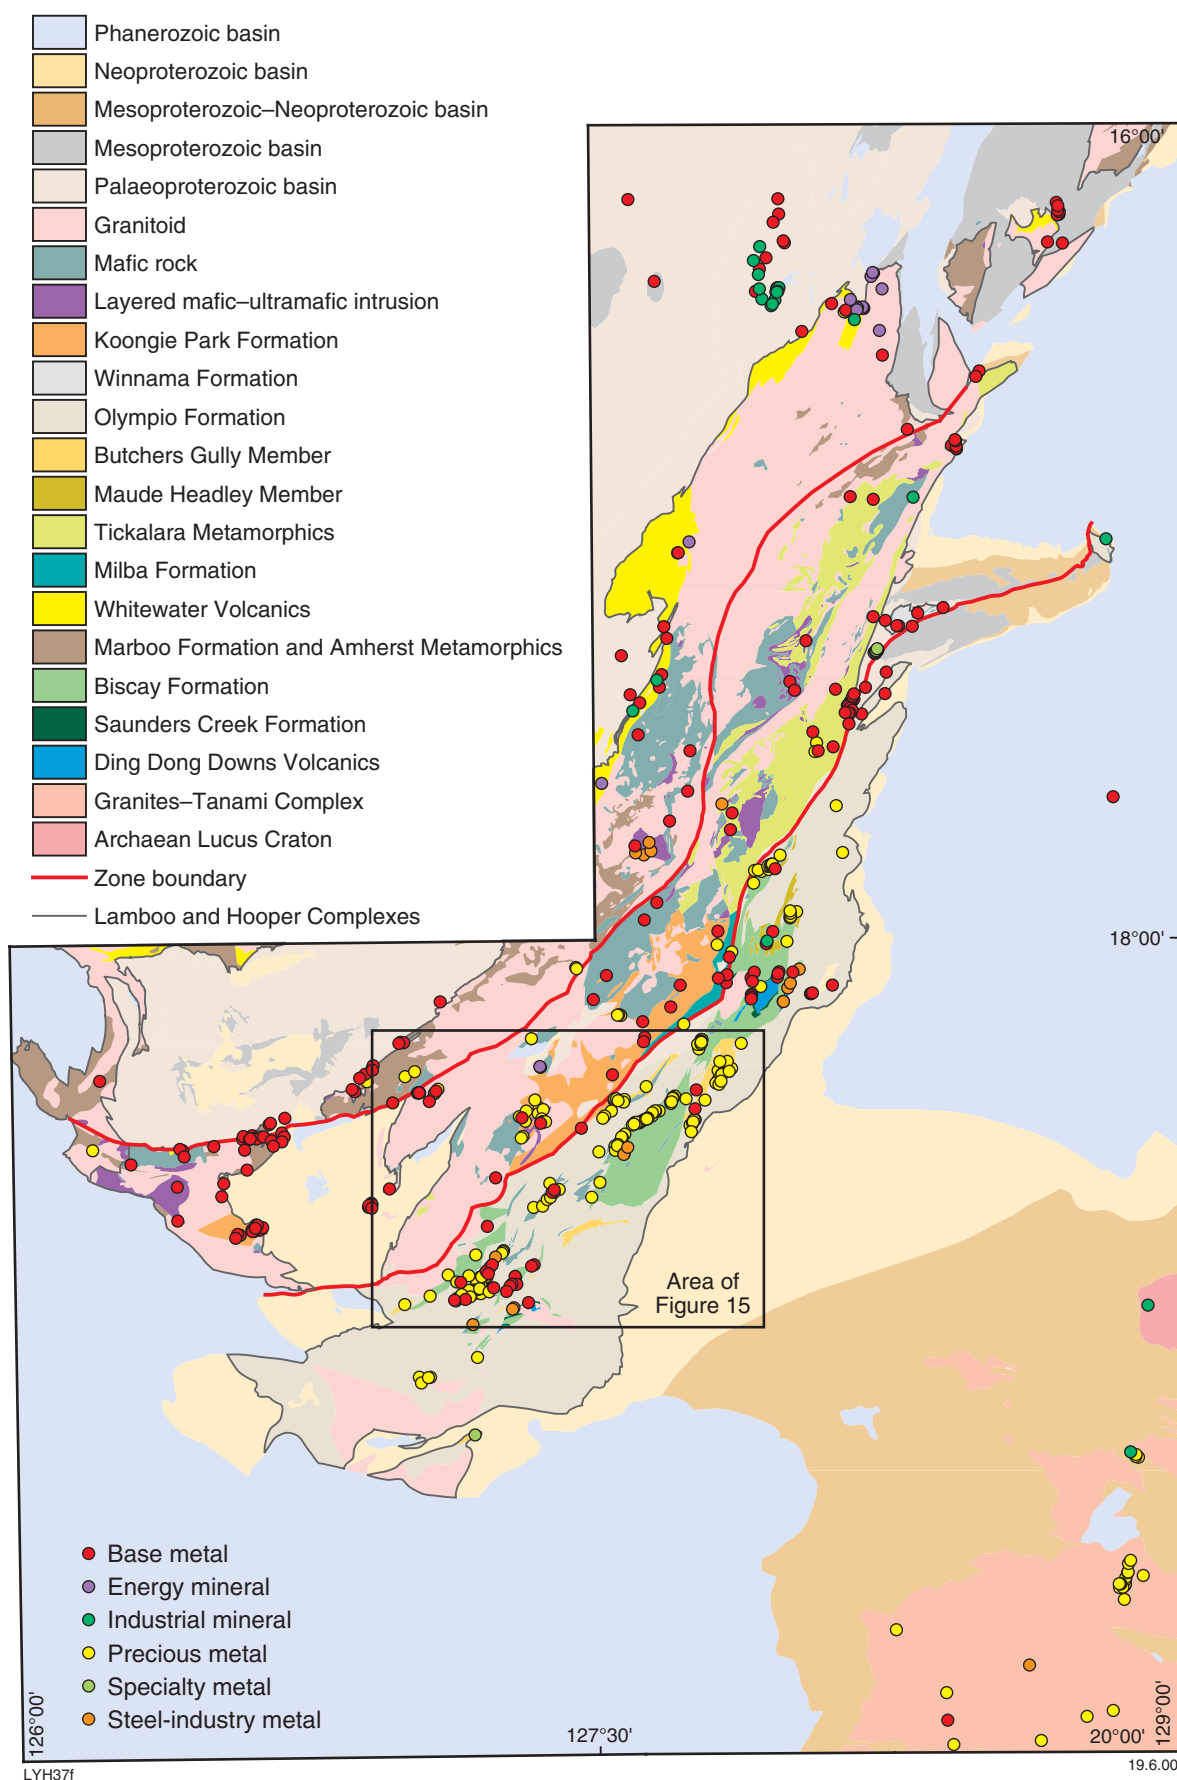 Phanerozoic basin
Neoproterozoic basin
Mesoproterozoic–Neoproterozoic basin
Mesoproterozoic basin
Palaeoproterozoic basin
Granitoid
Mafic rock
Layered mafic–ultramafic intrusion
Koongie Park Formation
Winnama Formation
Olympio Formation
Butchers Gully Member
Maude Headley Member
Tickalara Metamorphics
Milba Formation
Whitewater Volcanics
Marboo Formation and Amherst Metamorphics
Biscay Formation
Saunders Creek Formation
Ding Dong Downs Volcanics
Granites–Tanami Complex
Archaean Lucus Craton
Zone boundary
Lamboo and Hooper Complexes
16°00'
18°00'
Area of
Figure 15
Base metal
Energy mineral
Industrial mineral
Precious metal
Specialty metal
Steel-industry metal
126°00'
127°30'
20°00'
129°00'
LYH37f
19.6.00